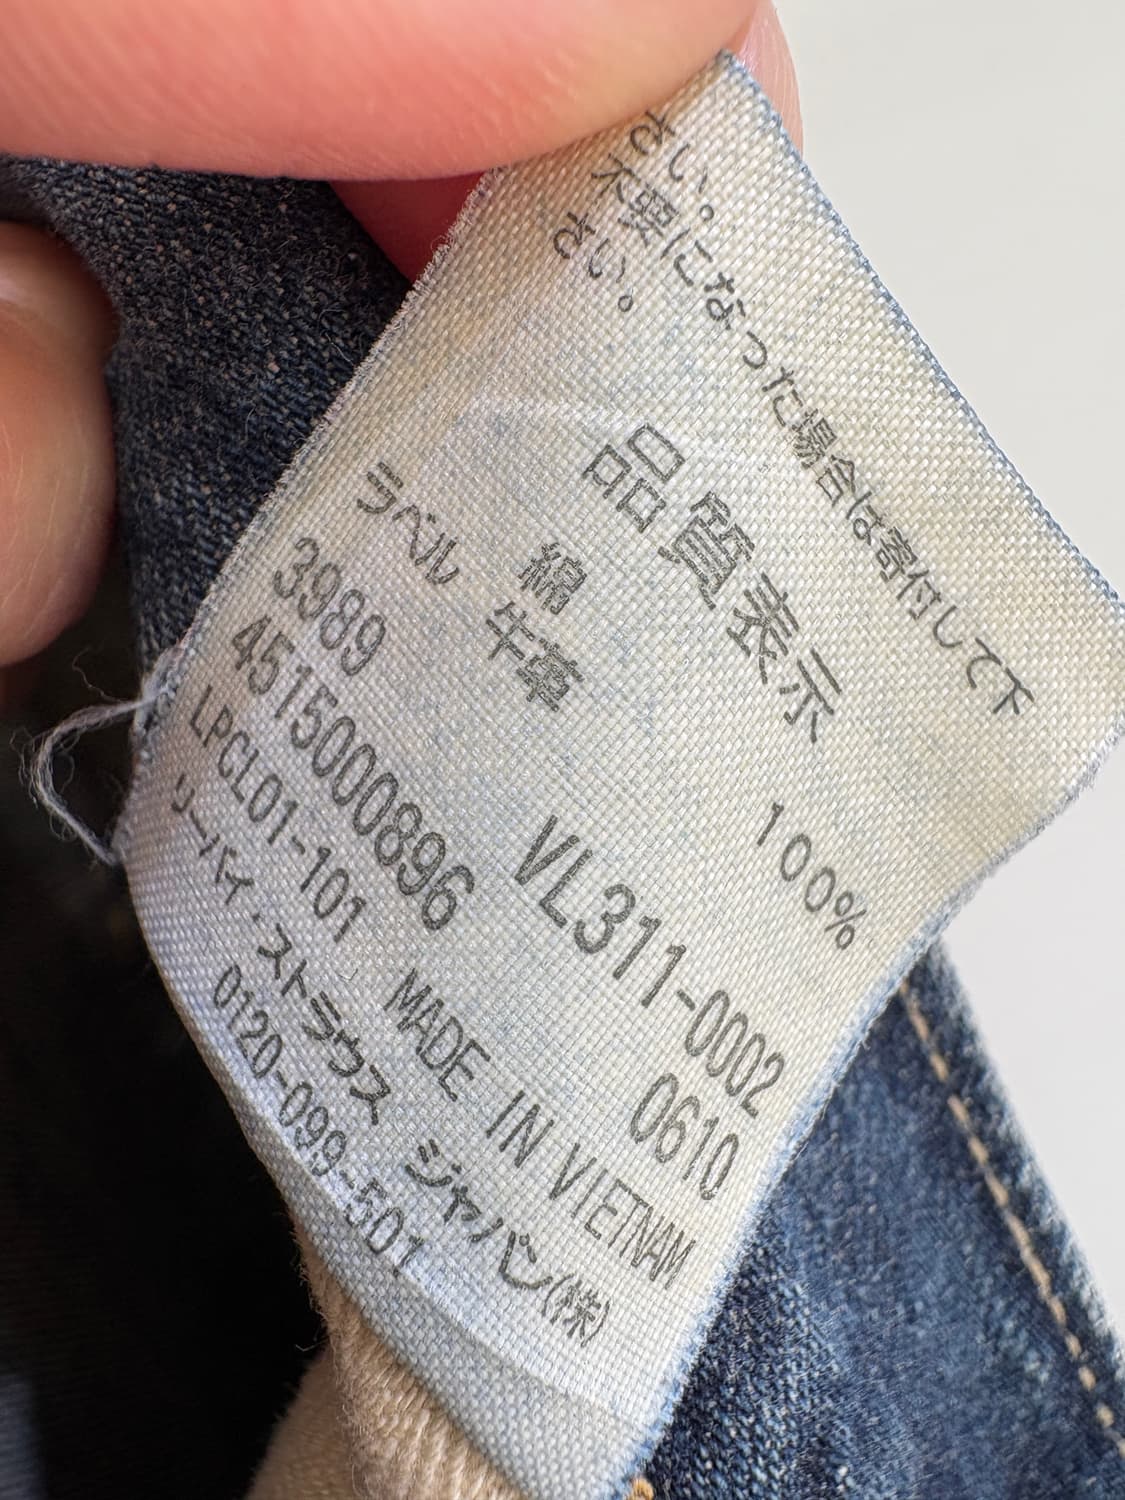 さい。
不要になった場合は寄付して下
さい。
品質表示
綿 100%
ラベル 牛革
3989 VL311-0002
4515000896 0610
LPCL01-101 MADE IN VIETNAM
リーバイ・ストラウス ジャパン(株)
0120-099-501